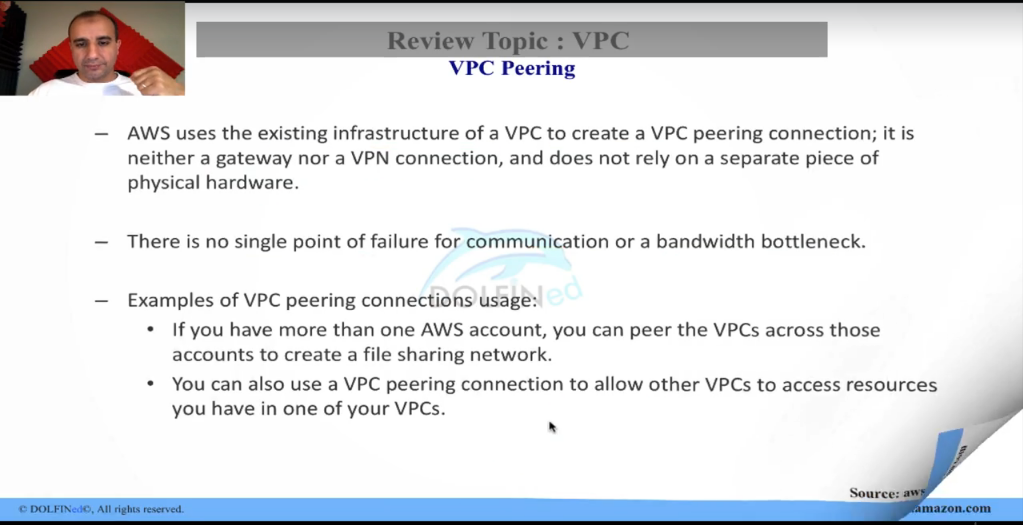 Review Topic : VPC
VPC Peering
– AWS uses the existing infrastructure of a VPC to create a VPC peering connection; it is
neither a gateway nor a VPN connection, and does not rely on a separate piece of
physical hardware.
– There is no single point of failure for communication or a bandwidth bottleneck.
DOLFINed
– Examples of VPC peering connections usage:
• If you have more than one AWS account, you can peer the VPCs across those
accounts to create a file sharing network.
• You can also use a VPC peering connection to allow other VPCs to access resources
you have in one of your VPCs.
Source: aws
© DOLFINed©, All rights reserved.
.amazon.com